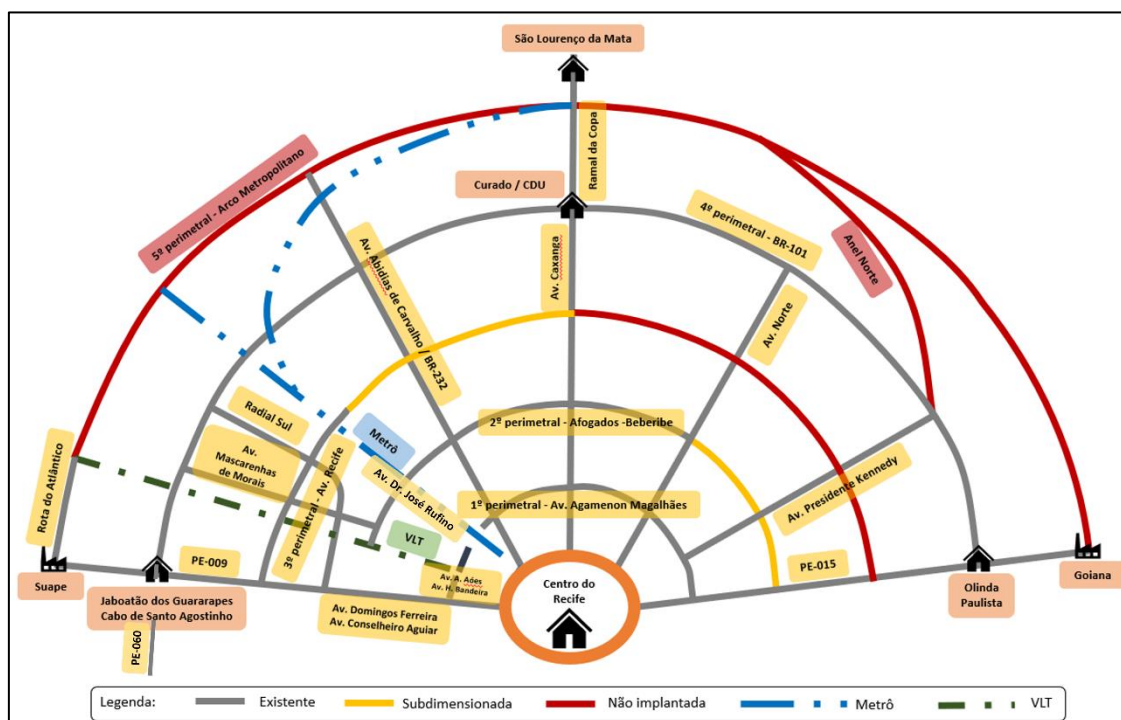 São Lourenço da Mata
Ramal da Copa
5º perimetral - Arco Metropolitano
Curado / CDU
4º perimetral - BR-101
Anel Norte
Av. Abidias de Carvalho / BR-232
Av. Caxanga
Av. Norte
Radial Sul
Metrô
2º perimetral - Afogados -Beberibe
Av.
Mascarenhas
de Morais
Av. Dr. José Rufino
Rota do Atlântico
3º perimetral - Av. Recife
1º perimetral - Av. Agamenon Magalhães
Av. Presidente Kennedy
VLT
PE-009
PE-015
Av. A. Aóes
Av. H. Bandeira
Centro do
Recife
Suape
Jaboatão dos Guararapes
Cabo de Santo Agostinho
Av. Domingos Ferreira
Av. Conselheiro Aguiar
Olinda
Paulista
Goiana
PE-060
Legenda: Existente Subdimensionada Não implantada Metrô VLT